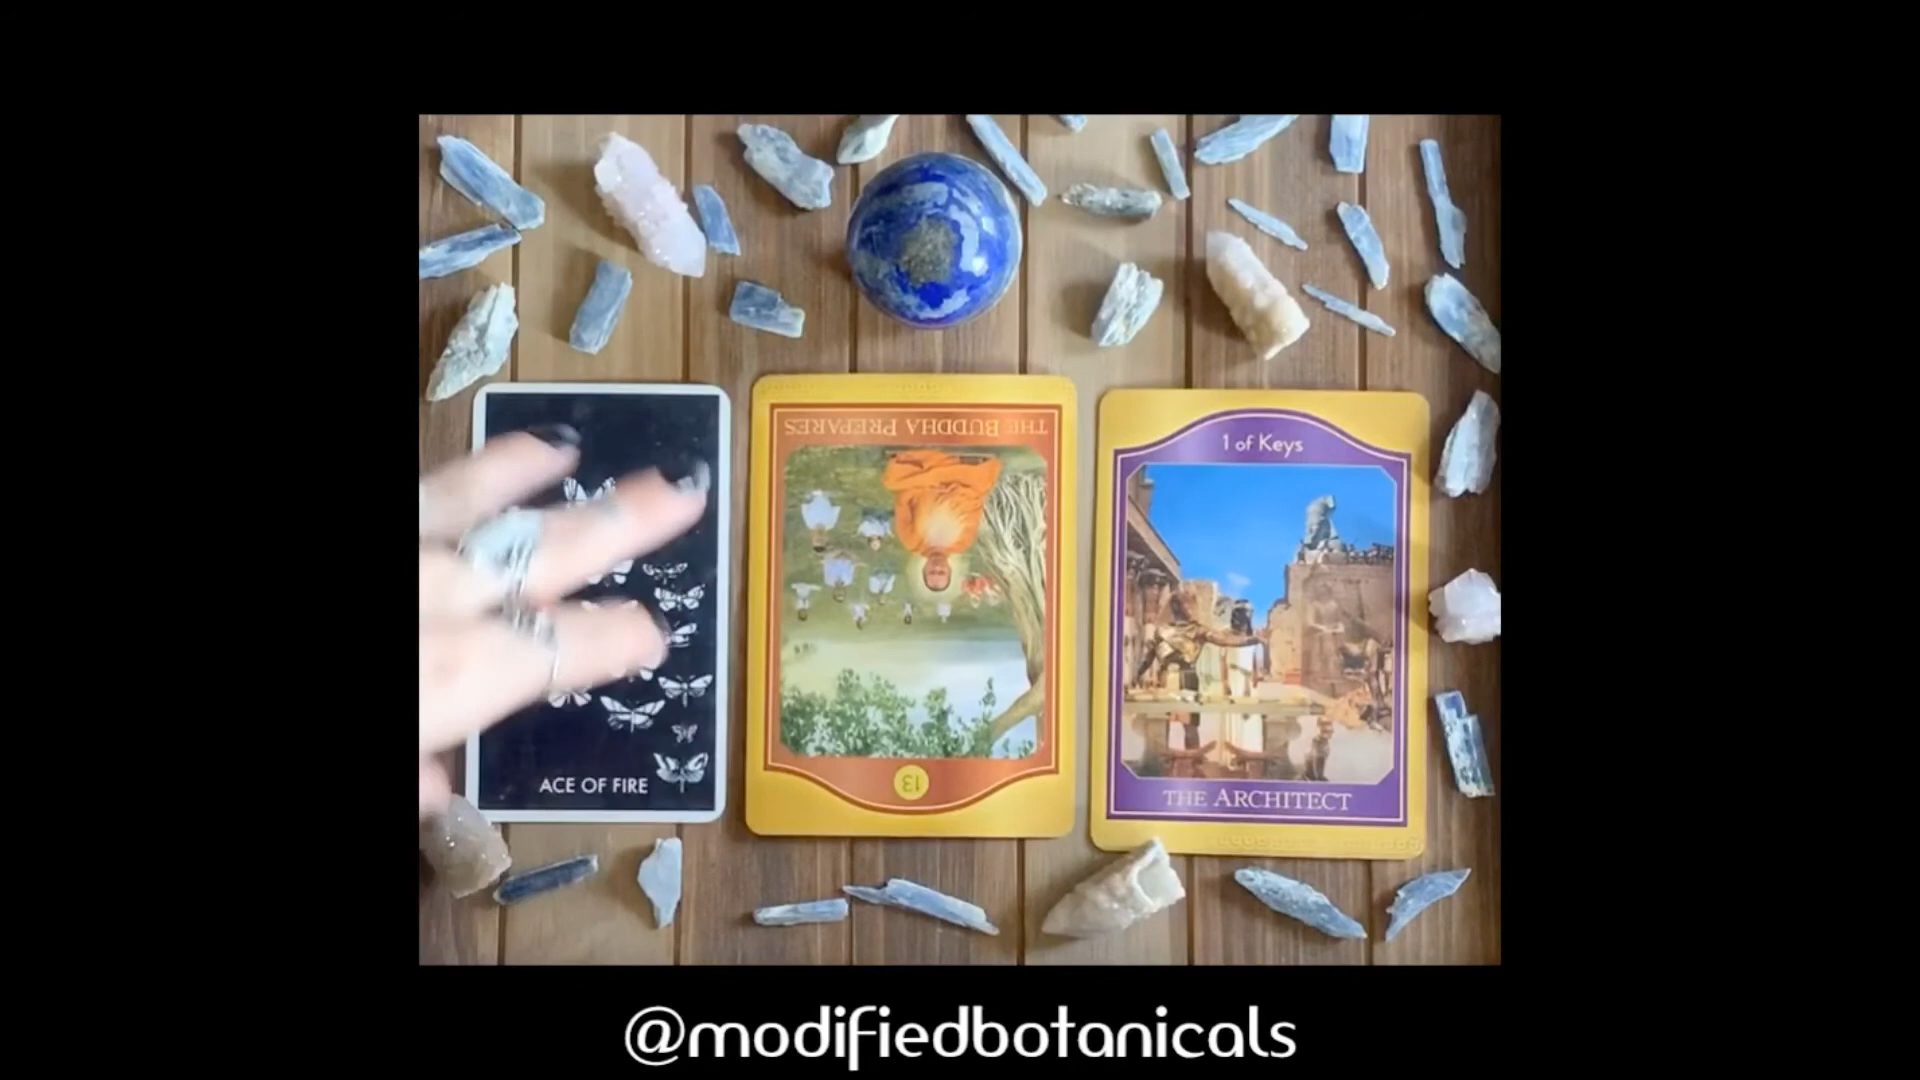 THE BUDDHA PREPARES
1 of Keys
ACE OF FIRE
13
THE ARCHITECT
@modifiedbotanicals